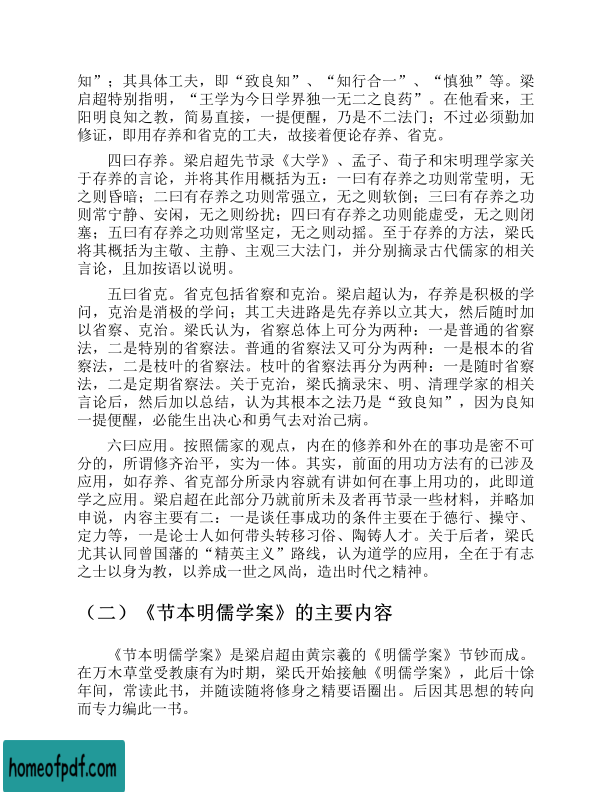 知”；其具体工夫，即“致良知”、“知行合一”、“慎独”等。梁
启超特别指明，“王学为今日学界独一无二之良药”。在他看来，王
阳明良知之教，简易直接，一提便醒，乃是不二法门；不过必须勤加
修证，即用存养和省克的工夫，故接着便论存养、省克。
四曰存养。梁启超先节录《大学》、孟子、荀子和宋明理学家关
于存养的言论，并将其作用概括为五：一曰有存养之功则常莹明，无
之则昏暗；二曰有存养之功则常强立，无之则软倒；三曰有存养之功
则常宁静、安闲，无之则纷扰；四曰有存养之功则能虚受，无之则闭
塞；五曰有存养之功则常坚定，无之则动摇。至于存养的方法，梁氏
将其概括为主敬、主静、主观三大法门，并分别摘录古代儒家的相关
言论，且加按语以说明。
五曰省克。省克包括省察和克治。梁启超认为，存养是积极的学
问，克治是消极的学问；其工夫进路是先存养以立其大，然后随时加
以省察、克治。梁氏认为，省察总体上可分为两种：一是普通的省察
法，二是特别的省察法。普通的省察法又可分为两种：一是根本的省
察法，二是枝叶的省察法。枝叶的省察法再分为两种：一是随时省察
法，二是定期省察法。关于克治，梁氏摘录宋、明、清理学家的相关
言论后，然后加以总结，认为其根本之法乃是“致良知”，因为良知
一提便醒，必能生出决心和勇气去对治己病。
六曰应用。按照儒家的观点，内在的修养和外在的事功是密不可
分的，所谓修齐治平，实为一体。其实，前面的用功方法有的已涉及
应用，如存养、省克部分所录内容就有讲如何在事上用功的，此即道
学之应用。梁启超在此部分乃就前所未及者再节录一些材料，并略加
申说，内容主要有二：一是谈任事成功的条件主要在于德行、操守、
定力等，一是论士人如何带头转移习俗、陶铸人才。关于后者，梁氏
尤其认同曾国藩的“精英主义”路线，认为道学的应用，全在于有志
之士以身为教，以养成一世之风尚，造出时代之精神。
（二）《节本明儒学案》的主要内容
《节本明儒学案》是梁启超由黄宗羲的《明儒学案》节钞而成。
在万木草堂受教康有为时期，梁氏开始接触《明儒学案》，此后十馀
年间，常读此书，并随读随将修身之精要语圈出。后因其思想的转向
而专力编此一书。
homeofpdf.com